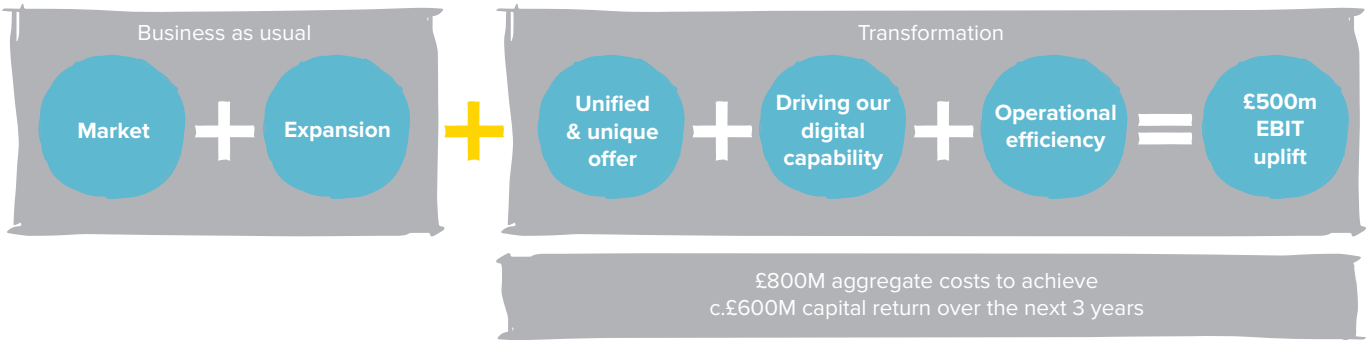 Business as usual
Market
Expansion
Transformation
Unified
& unique
offer
Driving our
digital
capability
Operational
efficiency
£500m
EBIT
uplift
£800M aggregate costs to achieve
c.£600M capital return over the next 3 years